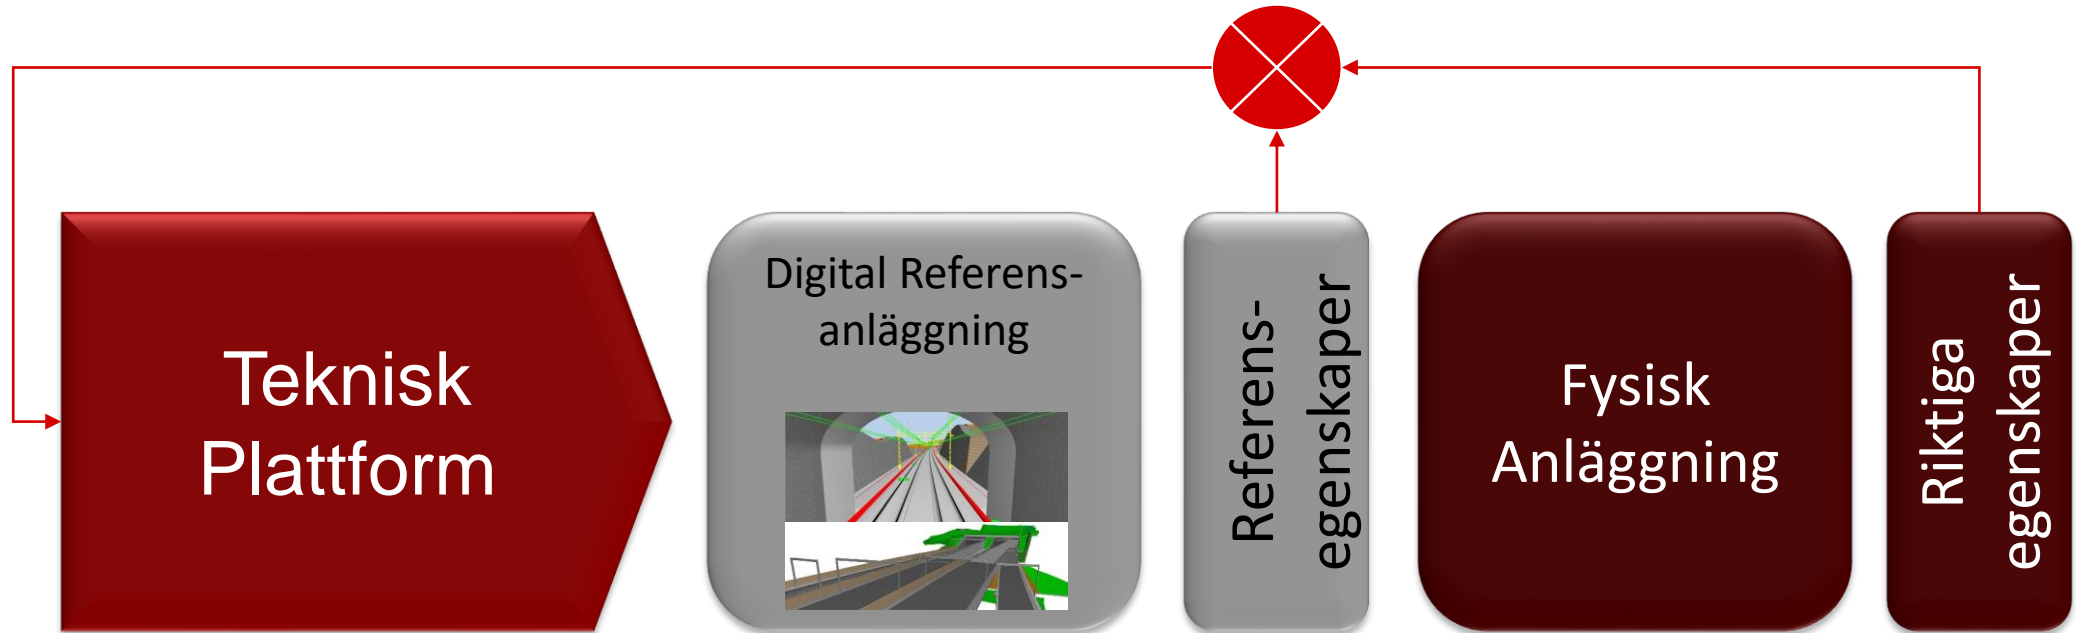 Teknisk
Plattform
Digital Referens-
anläggning
Referens-
egenskaper
Fysisk
Anläggning
Riktiga
egenskaper